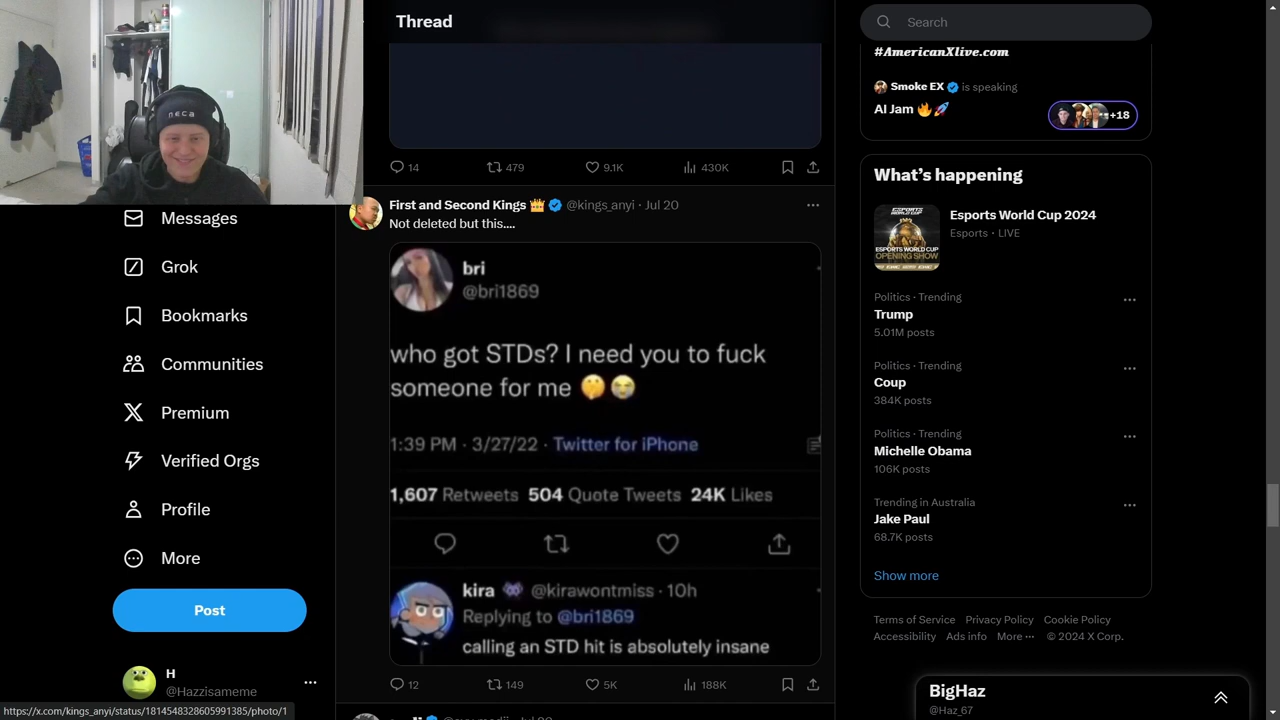 neca
Messages
Grok
Bookmarks
Communities
Premium
Verified Orgs
Profile
More
Post
H
@Hazzisameme
https://x.com/kings_anyi/status/1814548328605991385/photo/1
Thread
14
479
9.1K
430K
First and Second Kings 👑 @kings_anyi · Jul 20
Not deleted but this....
bri
@bri1869
who got STDs? I need you to fuck
someone for me 🤫😭
1:39 PM · 3/27/22 · Twitter for iPhone
1,607 Retweets 504 Quote Tweets 24K Likes
kira 👾 @kirawontmiss · 10h
Replying to @bri1869
calling an STD hit is absolutely insane
12
149
5K
188K
Search
#AmericanXlive.com
Smoke EX is speaking
AI Jam 🔥🚀
+18
What's happening
Esports World Cup 2024
Esports · LIVE
ESPORTS
WORLD CUP
OPENING SHOW
Politics · Trending
Trump
5.01M posts
Politics · Trending
Coup
384K posts
Politics · Trending
Michelle Obama
106K posts
Trending in Australia
Jake Paul
68.7K posts
Show more
Terms of Service Privacy Policy Cookie Policy
Accessibility Ads info More ··· © 2024 X Corp.
BigHaz
@Haz_67